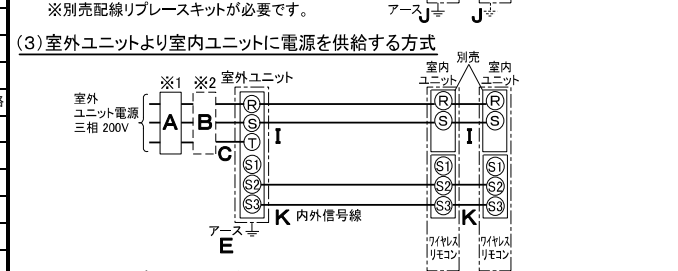 ※別売配線リプレースキットが必要です。
アース J J
(3)室外ユニットより室内ユニットに電源を供給する方式
※1 ※2 室外ユニット 室内ユニット 別売 室内ユニット
室外
ユニット電源
三相 200V
A B C
R R R
S I S I S
T
S1 S1 S1
S2 S2 S2
S3 S3 S3
K 内外信号線 K
アース
E
ワイヤレス ワイヤレス
リモコン リモコン